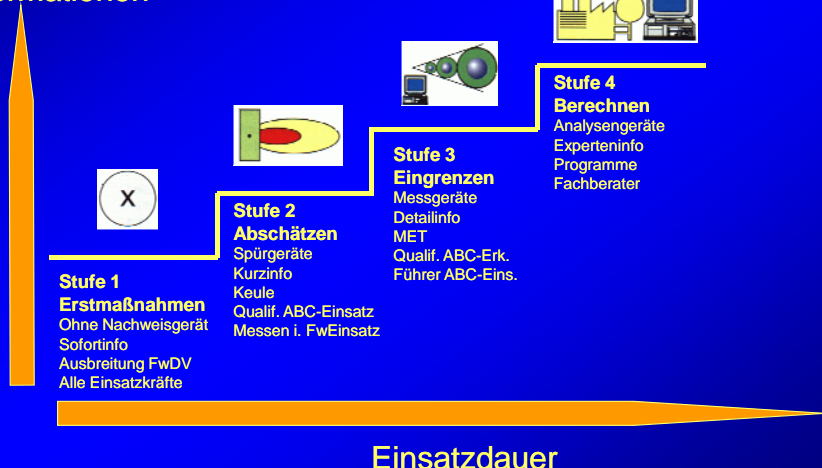 Stufe 4
Berechnen
Analysengeräte
Experteninfo
Programme
Fachberater
Stufe 3
Eingrenzen
Messgeräte
Detailinfo
MET
Qualif. ABC-Erk.
Führer ABC-Eins.
Stufe 2
Abschätzen
Spürgeräte
Kurzinfo
Keule
Qualif. ABC-Einsatz
Messen i. FwEinsatz
X
Stufe 1
Erstmaßnahmen
Ohne Nachweisgerät
Sofortinfo
Ausbreitung FwDV
Alle Einsatzkräfte
Einsatzdauer